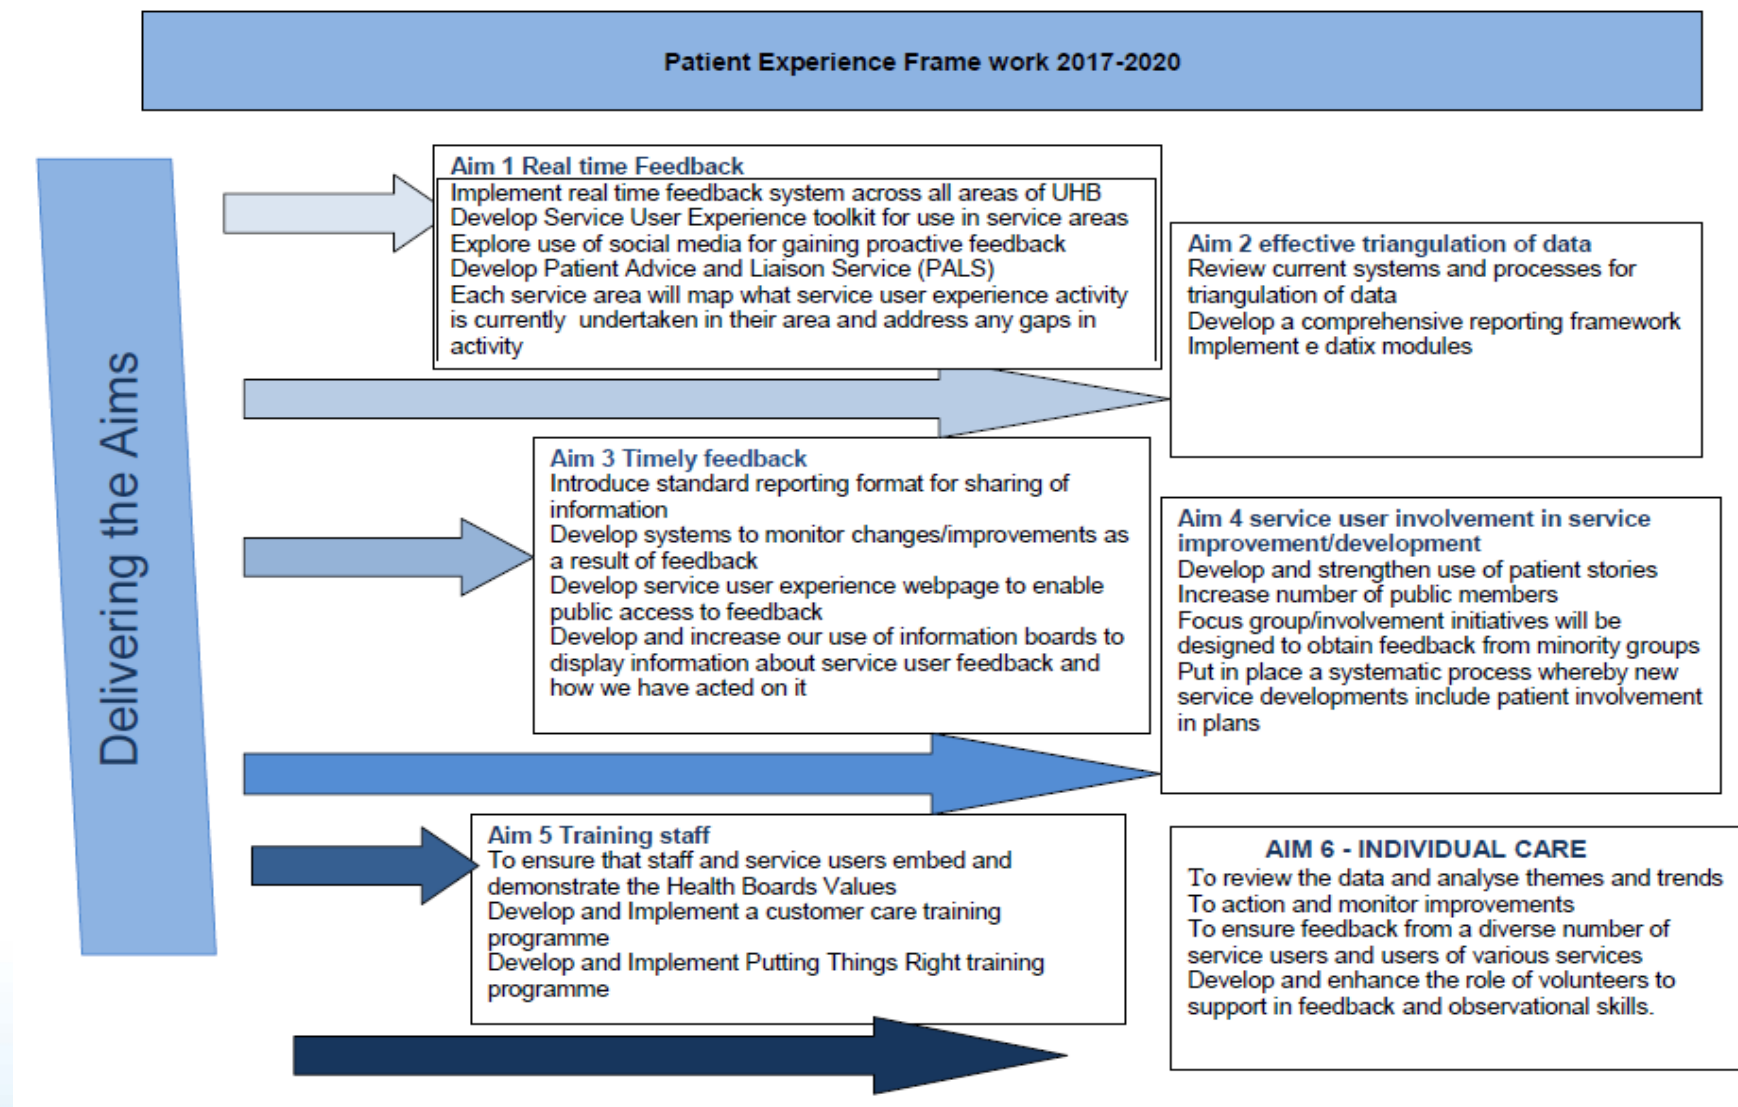 Patient Experience Frame work 2017-2020
Delivering the Aims
Aim 1 Real time Feedback
Implement real time feedback system across all areas of UHB
Develop Service User Experience toolkit for use in service areas
Explore use of social media for gaining proactive feedback
Develop Patient Advice and Liaison Service (PALS)
Each service area will map what service user experience activity
is currently undertaken in their area and address any gaps in
activity
Aim 2 effective triangulation of data
Review current systems and processes for
triangulation of data
Develop a comprehensive reporting framework
Implement e datix modules
Aim 3 Timely feedback
Introduce standard reporting format for sharing of
information
Develop systems to monitor changes/improvements as
a result of feedback
Develop service user experience webpage to enable
public access to feedback
Develop and increase our use of information boards to
display information about service user feedback and
how we have acted on it
Aim 4 service user involvement in service
improvement/development
Develop and strengthen use of patient stories
Increase number of public members
Focus group/involvement initiatives will be
designed to obtain feedback from minority groups
Put in place a systematic process whereby new
service developments include patient involvement
in plans
Aim 5 Training staff
To ensure that staff and service users embed and
demonstrate the Health Boards Values
Develop and Implement a customer care training
programme
Develop and Implement Putting Things Right training
programme
AIM 6 - INDIVIDUAL CARE
To review the data and analyse themes and trends
To action and monitor improvements
To ensure feedback from a diverse number of
service users and users of various services
Develop and enhance the role of volunteers to
support in feedback and observational skills.